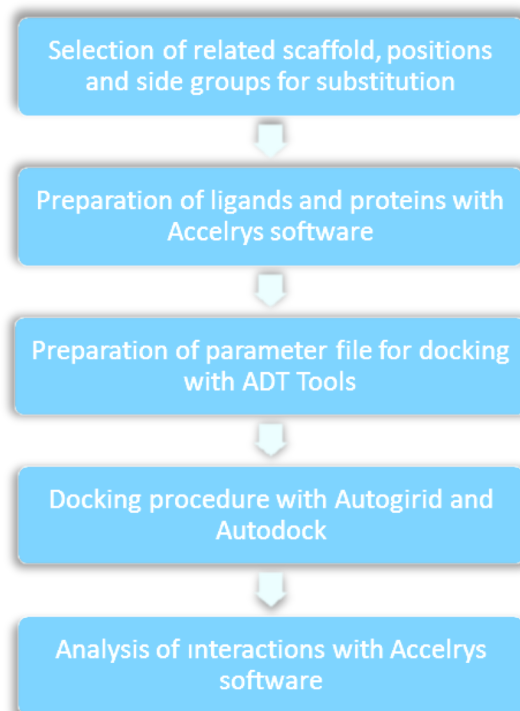 Selection of related scaffold, positions
and side groups for substitution
Preparation of ligands and proteins with
Accelrys software
Preparation of parameter file for docking
with ADT Tools
Docking procedure with Autogirid and
Autodock
Analysis of ınteractions with Accelrys
software